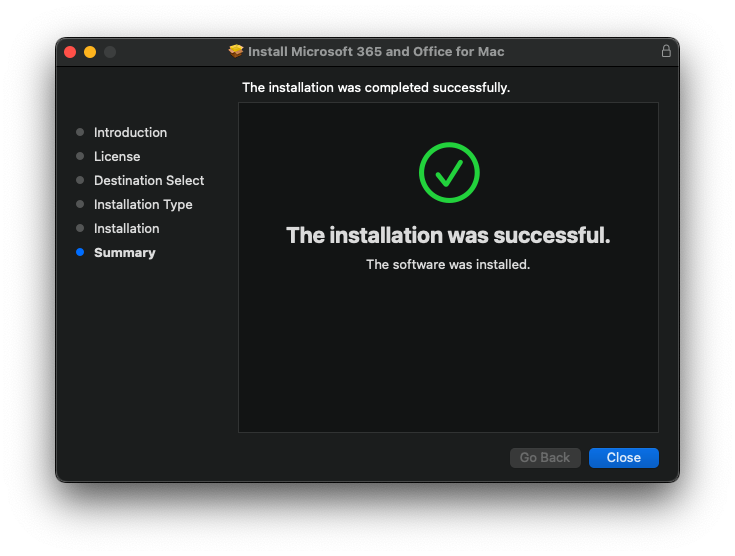 Install Microsoft 365 and Office for Mac
The installation was completed successfully.
Introduction
License
Destination Select
Installation Type
Installation
Summary
The installation was successful.
The software was installed.
Go Back
Close